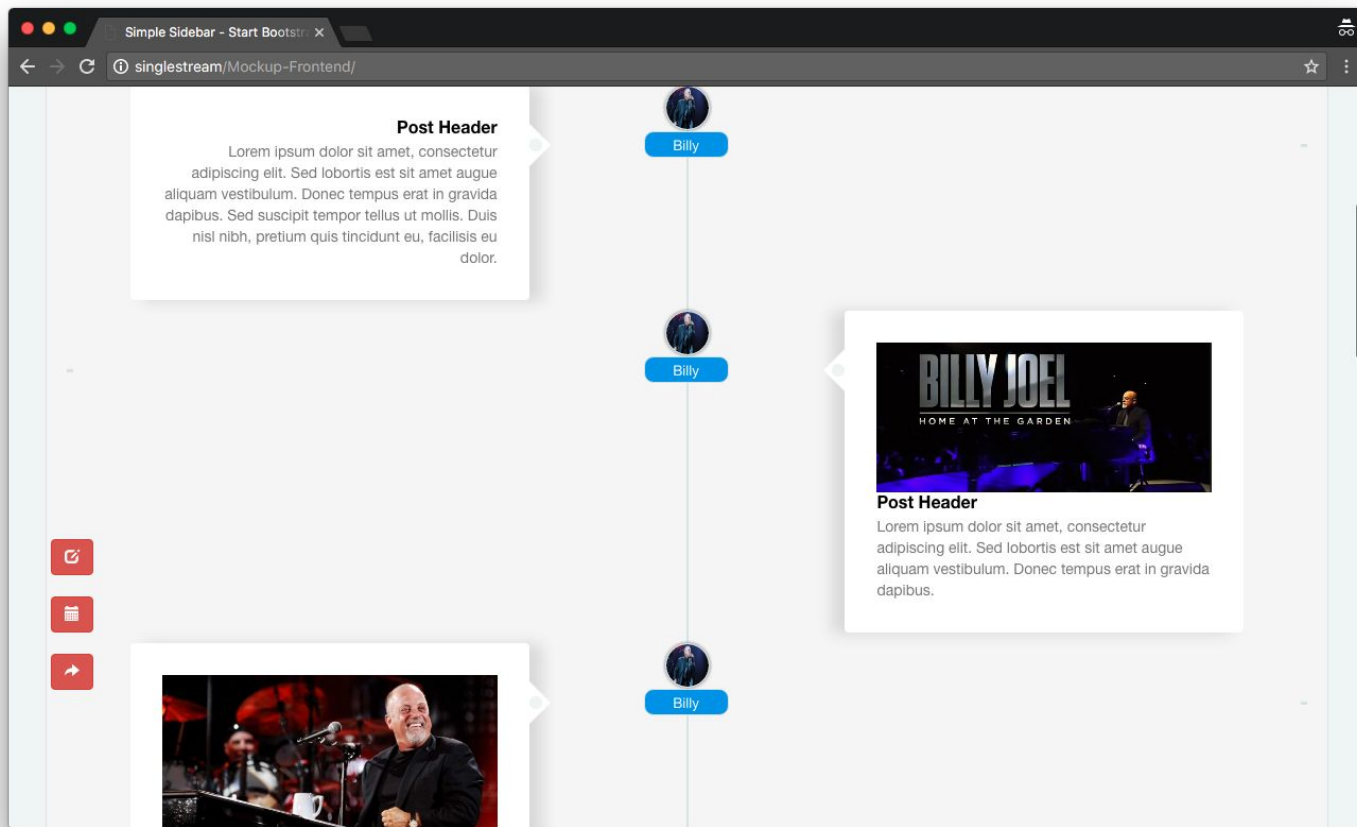 Simple Sidebar - Start Bootstra
singlestream/Mockup-Frontend/
Post Header
Lorem ipsum dolor sit amet, consectetur
adipiscing elit. Sed lobortis est sit amet augue
aliquam vestibulum. Donec tempus erat in gravida
dapibus. Sed suscipit tempor tellus ut mollis. Duis
nisl nibh, pretium quis tincidunt eu, facilisis eu
dolor.
Billy
Billy
BILLY JOEL
HOME AT THE GARDEN
Post Header
Lorem ipsum dolor sit amet, consectetur
adipiscing elit. Sed lobortis est sit amet augue
aliquam vestibulum. Donec tempus erat in gravida
dapibus.
Billy